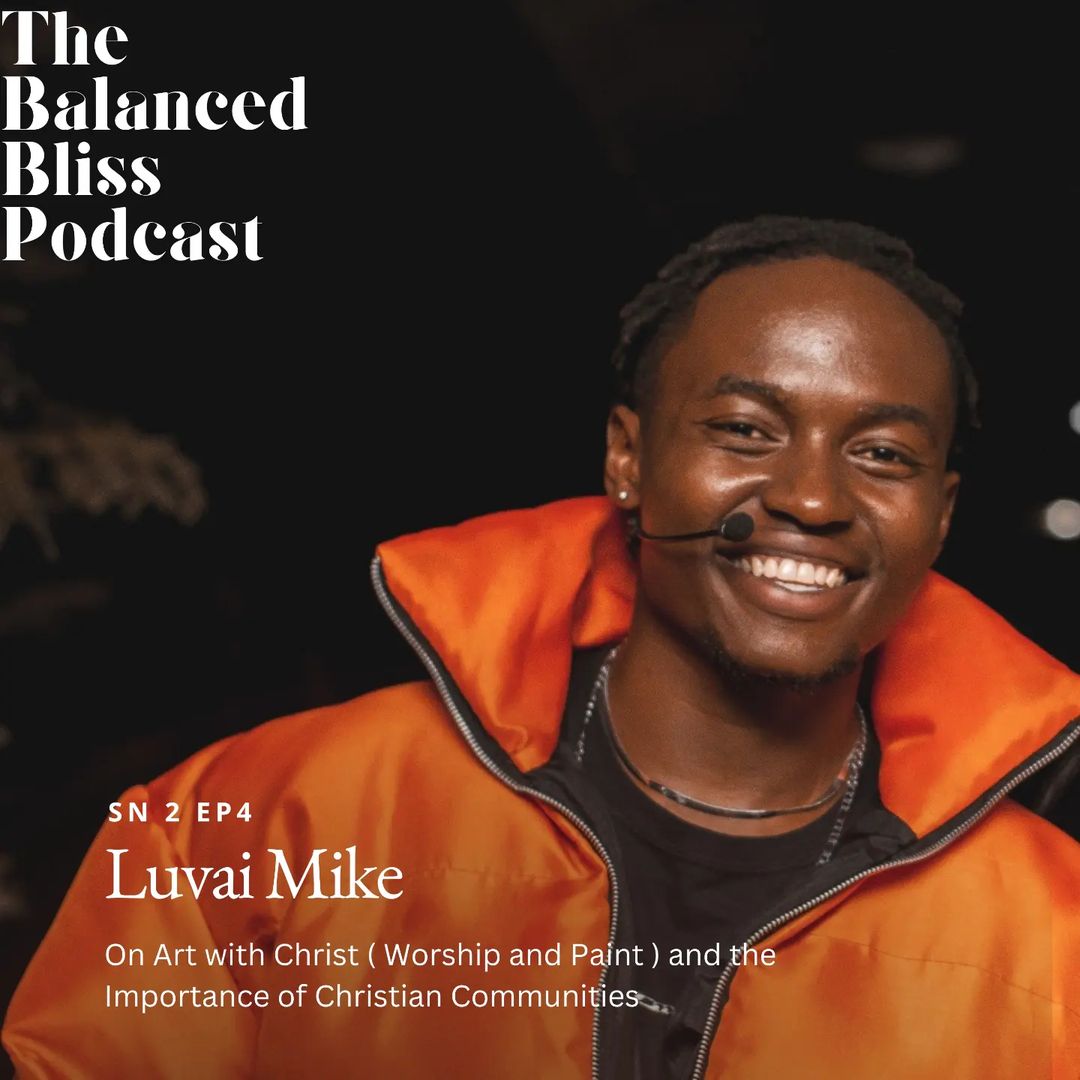 The
Balanced
Bliss
Podcast
SN 2 EP4
Luvai Mike
On Art with Christ ( Worship and Paint ) and the
Importance of Christian Communities